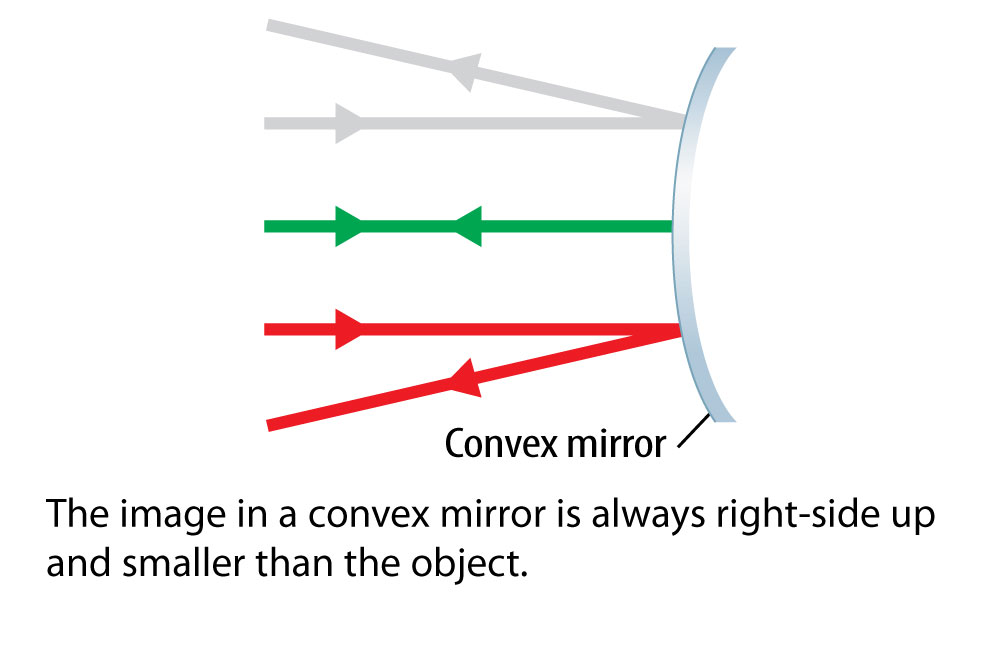 Convex mirror
The image in a convex mirror is always right-side up
and smaller than the object.